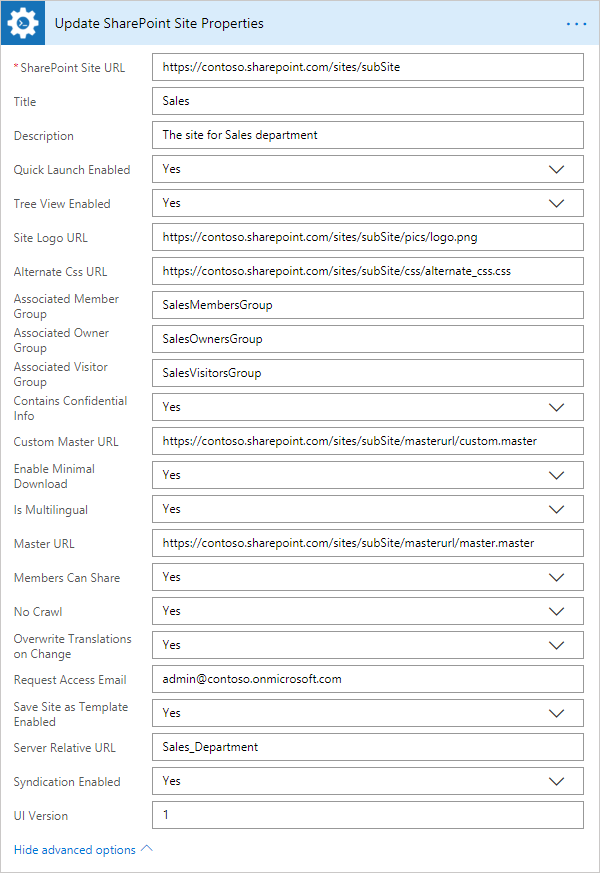 Update SharePoint Site Properties
* SharePoint Site URL https://contoso.sharepoint.com/sites/subSite
Title Sales
Description The site for Sales department
Quick Launch Enabled Yes
Tree View Enabled Yes
Site Logo URL https://contoso.sharepoint.com/sites/subSite/pics/logo.png
Alternate Css URL https://contoso.sharepoint.com/sites/subSite/css/alternate_css.css
Associated Member
Group
SalesMembersGroup
Associated Owner
Group
SalesOwnersGroup
Associated Visitor
Group
SalesVisitorsGroup
Contains Confidential
Info
Yes
Custom Master URL https://contoso.sharepoint.com/sites/subSite/masterurl/custom.master
Enable Minimal
Download
Yes
Is Multilingual Yes
Master URL https://contoso.sharepoint.com/sites/subSite/masterurl/master.master
Members Can Share Yes
No Crawl Yes
Overwrite Translations
on Change
Yes
Request Access Email admin@contoso.onmicrosoft.com
Save Site as Template
Enabled
Yes
Server Relative URL Sales_Department
Syndication Enabled Yes
UI Version 1
Hide advanced options